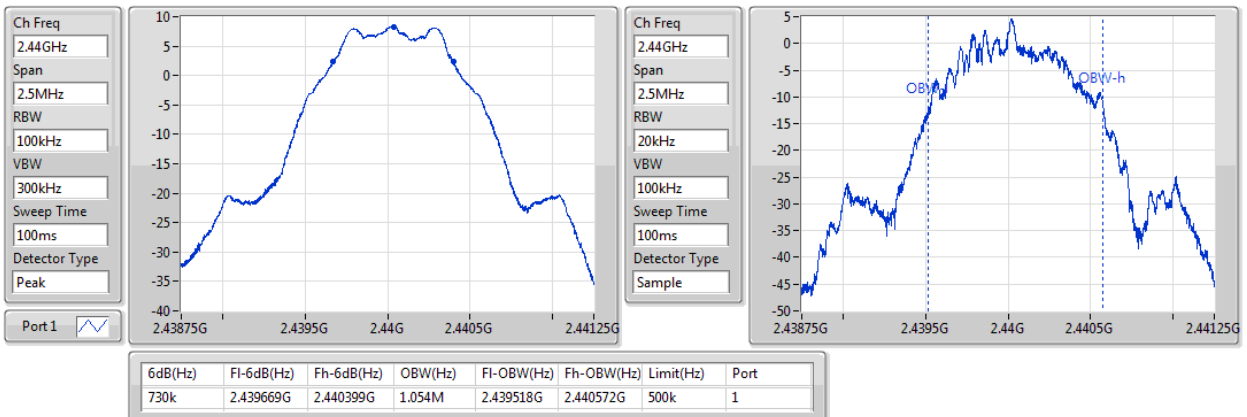 Ch Freq
2.44GHz
Span
2.5MHz
RBW
100kHz
VBW
300kHz
Sweep Time
100ms
Detector Type
Peak
Port 1
10
5
0
-5
-10
-15
-20
-25
-30
-35
-40
2.43875G 2.4395G 2.44G 2.4405G 2.44125G
Ch Freq
2.44GHz
Span
2.5MHz
RBW
20kHz
VBW
100kHz
Sweep Time
100ms
Detector Type
Sample
5
0
-5
-10
-15
-20
-25
-30
-35
-40
-45
-50
OBW-h
2.43875G 2.4395G 2.44G 2.4405G 2.44125G
6dB(Hz) Fl-6dB(Hz) Fh-6dB(Hz) OBW(Hz) Fl-OBW(Hz) Fh-OBW(Hz) Limit(Hz) Port
730k 2.439669G 2.440399G 1.054M 2.439518G 2.440572G 500k 1